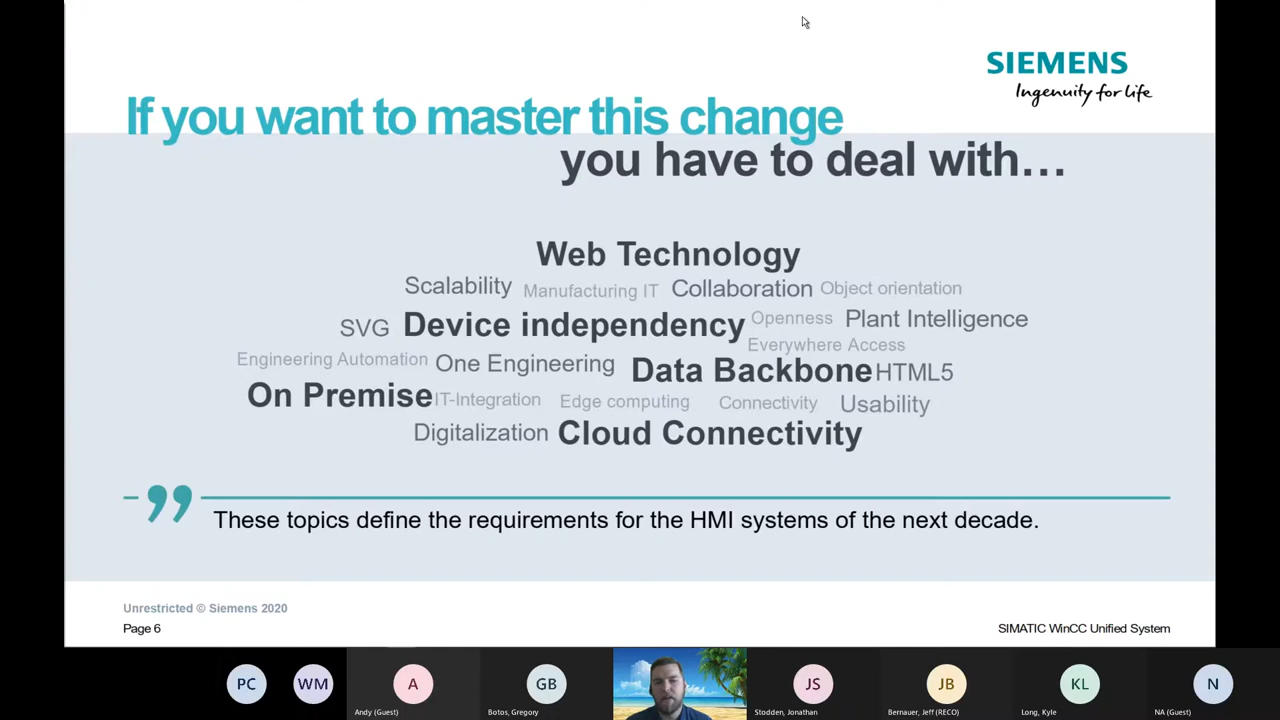 SIEMENS
Ingenuity for life
If you want to master this change
you have to deal with…
Web Technology
Scalability Manufacturing IT Collaboration Object orientation
SVG Device independency Openness Plant Intelligence
Everywhere Access
Engineering Automation One Engineering Data Backbone HTML5
On Premise IT-Integration Edge computing Connectivity Usability
Digitalization Cloud Connectivity
These topics define the requirements for the HMI systems of the next decade.
Unrestricted © Siemens 2020
Page 6
SIMATIC WinCC Unified System
PC WM A GB JS JB KL N
Andy (Guest) Botos, Gregory Stodden, Jonathan Bernauer, Jeff (RECO) Long, Kyle NA (Guest)